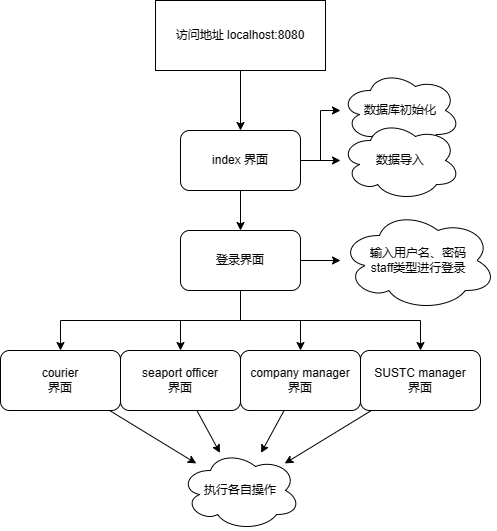 访问地址 localhost:8080
数据库初始化
index 界面
数据导入
登录界面
输入用户名、密码
staff类型进行登录
courier
界面
seaport officer
界面
company manager
界面
SUSTC manager
界面
执行各自操作